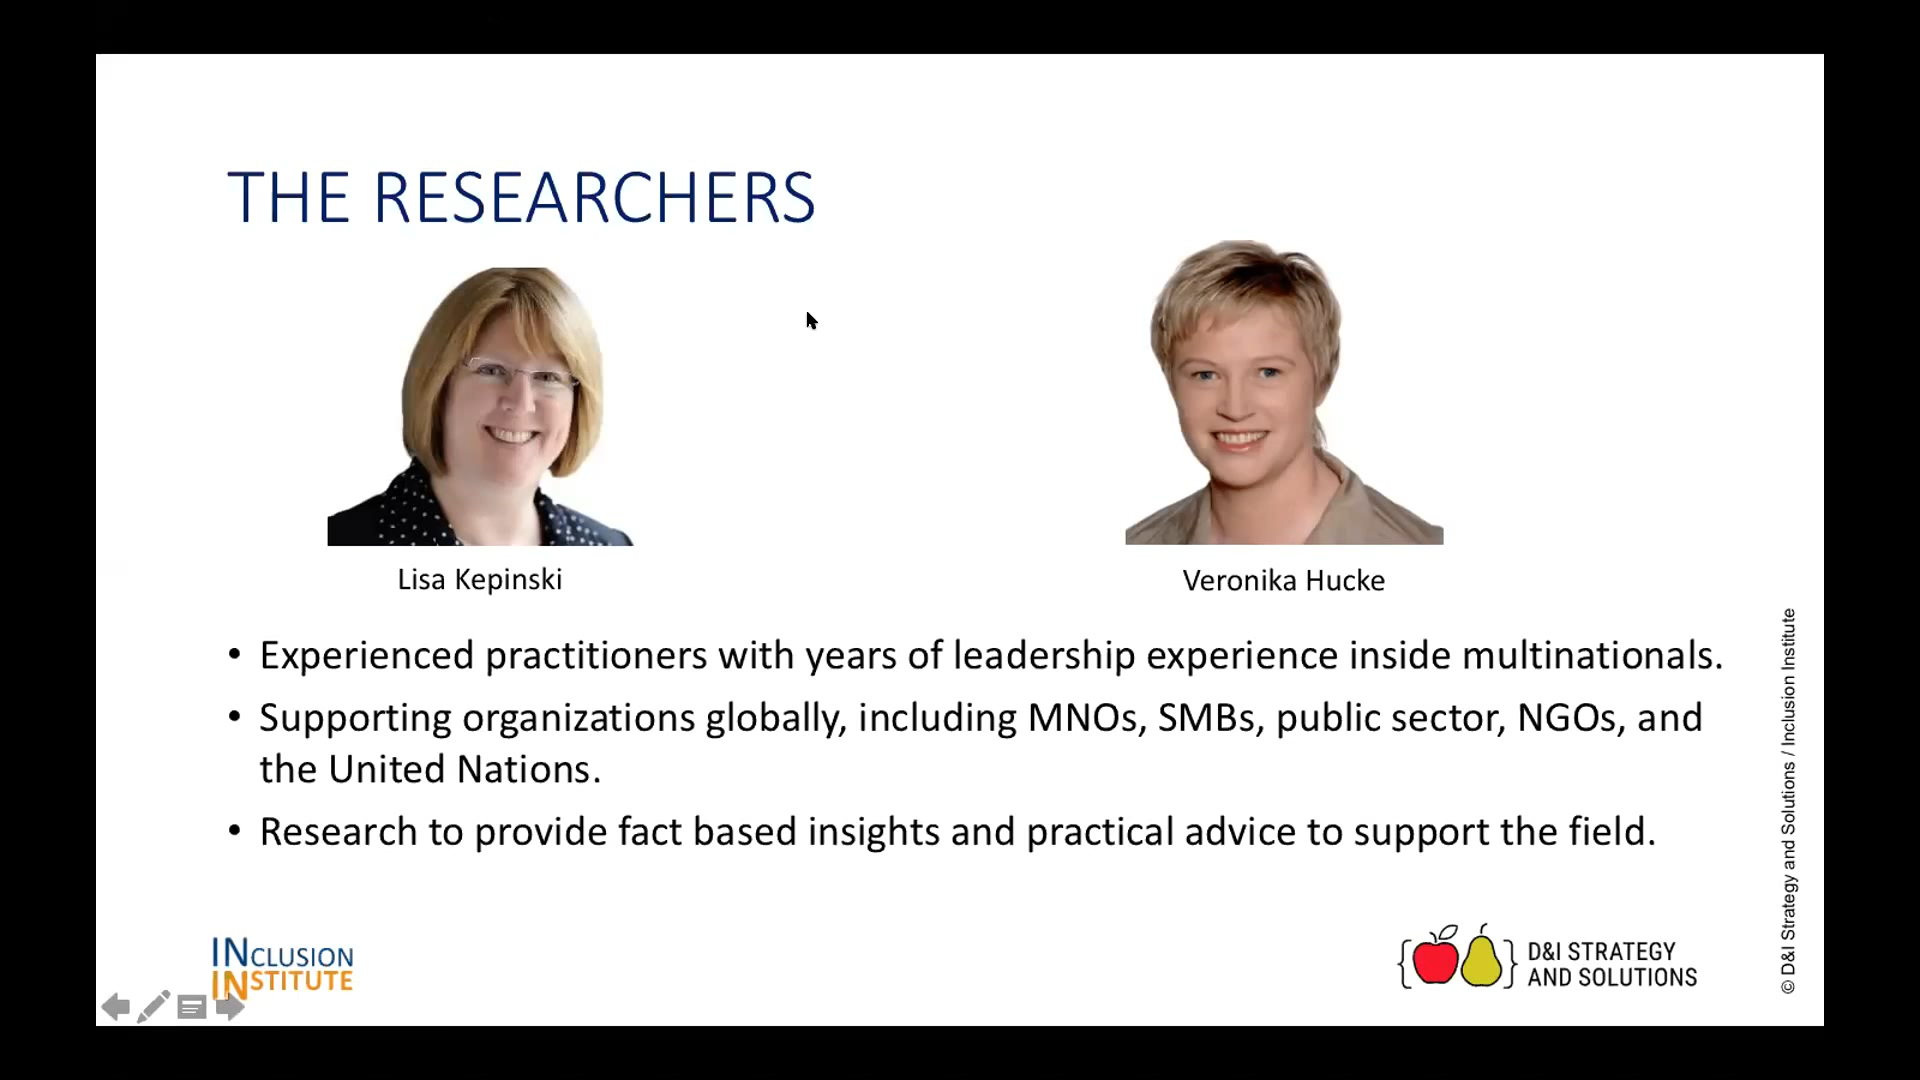 THE RESEARCHERS
Lisa Kepinski
Veronika Hucke
• Experienced practitioners with years of leadership experience inside multinationals.
• Supporting organizations globally, including MNOs, SMBs, public sector, NGOs, and
the United Nations.
• Research to provide fact based insights and practical advice to support the field.
INCLUSION
INSTITUTE
D&I STRATEGY
AND SOLUTIONS
© D&I Strategy and Solutions / Inclusion Institute